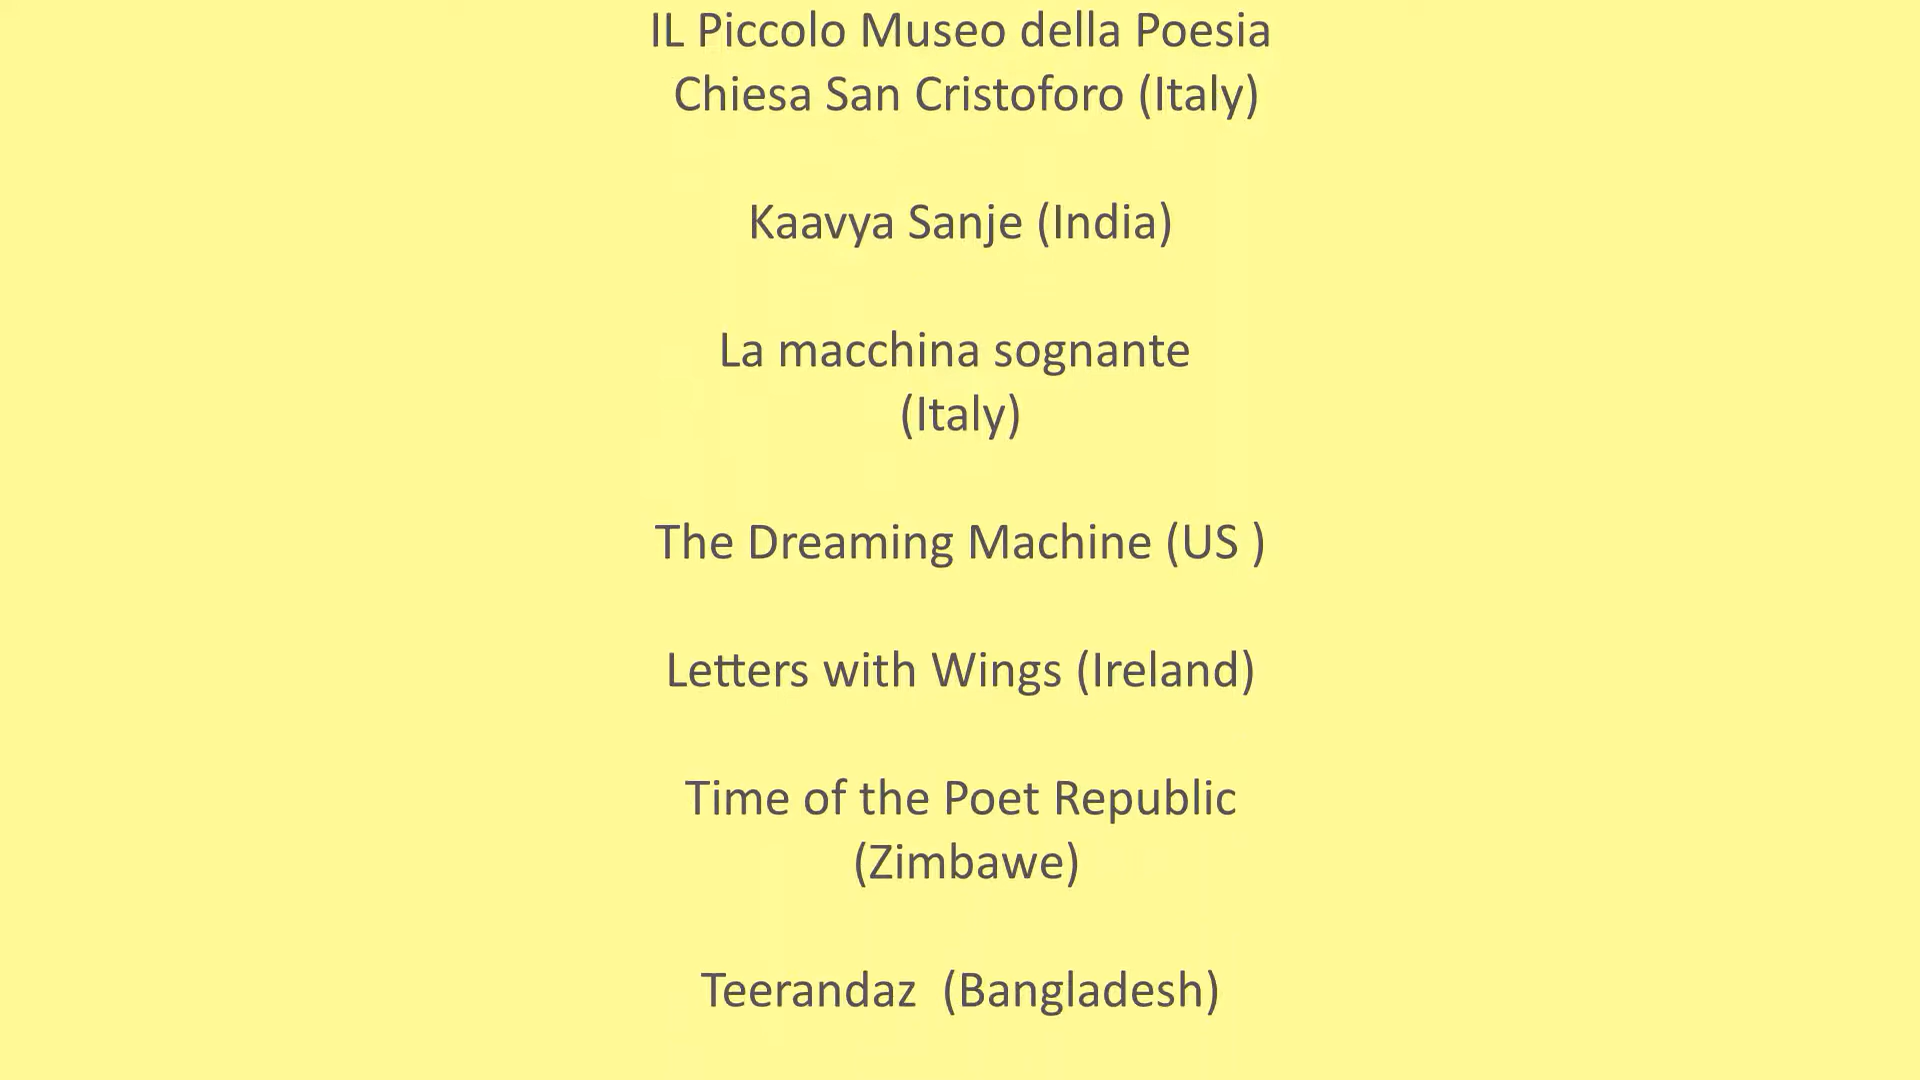 IL Piccolo Museo della Poesia
Chiesa San Cristoforo (Italy)
Kaavya Sanje (India)
La macchina sognante
(Italy)
The Dreaming Machine (US )
Letters with Wings (Ireland)
Time of the Poet Republic
(Zimbawe)
Teerandaz  (Bangladesh)